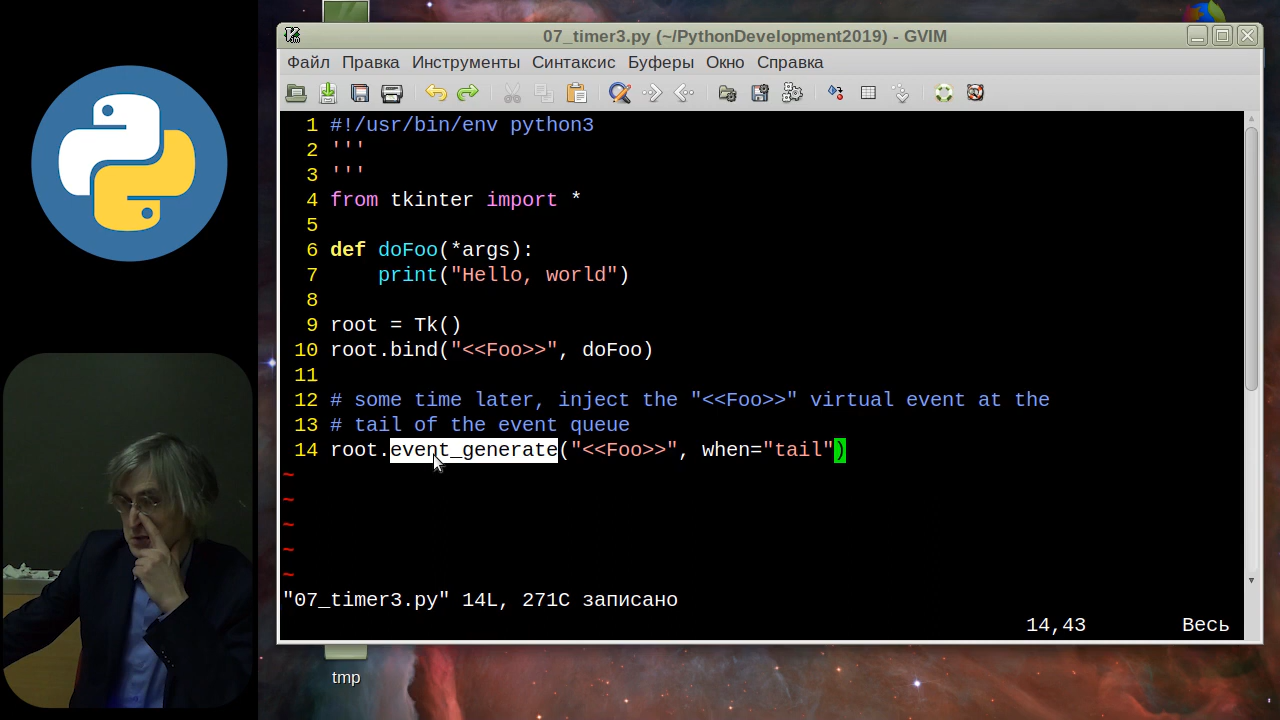 07_timer3.py (~/PythonDevelopment2019) - GVIM
Файл Правка Инструменты Синтаксис Буферы Окно Справка
1 #!/usr/bin/env python3
2 '''
3 '''
4 from tkinter import *
5
6 def doFoo(*args):
7     print("Hello, world")
8
9 root = Tk()
10 root.bind("<<Foo>>", doFoo)
11
12 # some time later, inject the "<<Foo>>" virtual event at the
13 # tail of the event queue
14 root.event_generate("<<Foo>>", when="tail")
~
~
~
~
~
"07_timer3.py" 14L, 271C записано
14,43 Весь
tmp